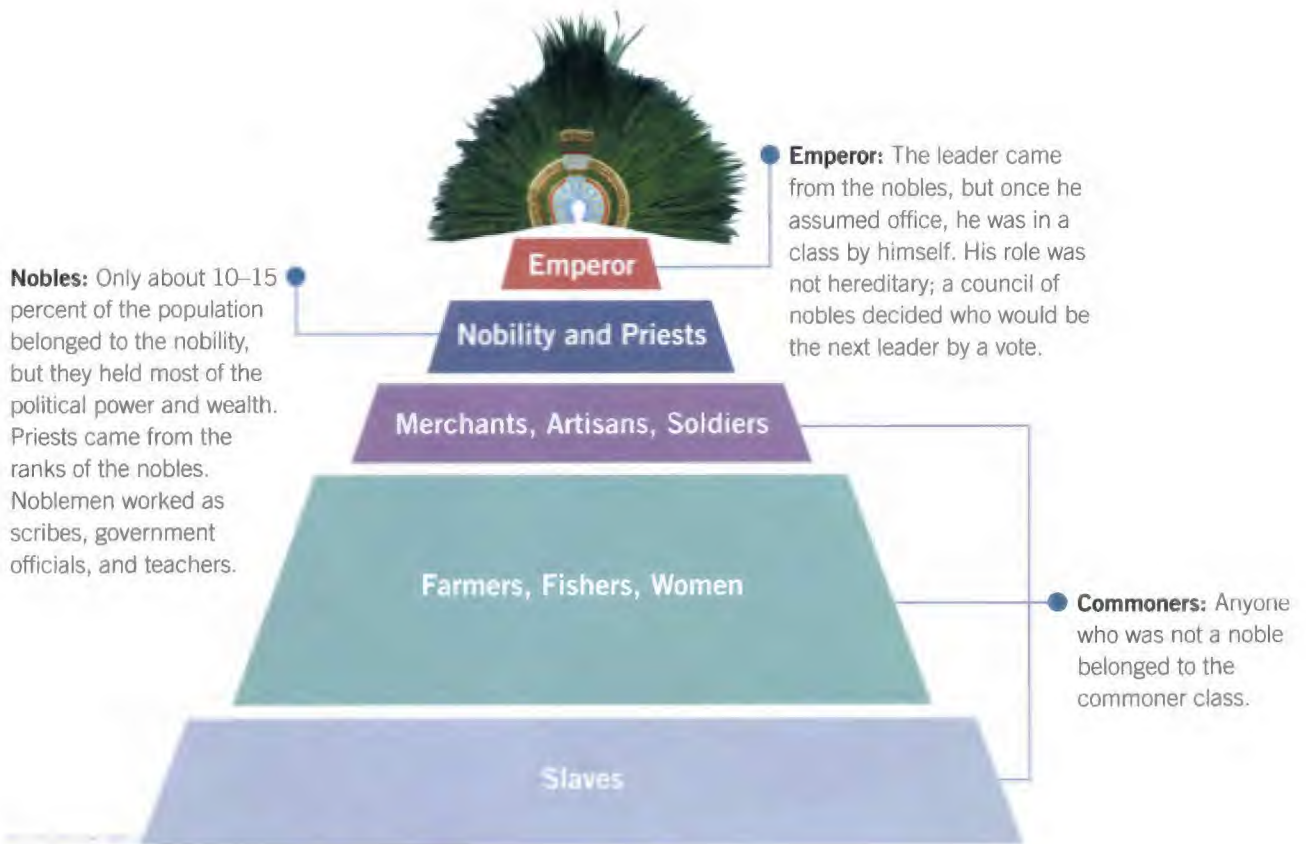 Emperor: The leader came
from the nobles, but once he
assumed office, he was in a
class by himself. His role was
not hereditary; a council of
nobles decided who would be
the next leader by a vote.
Emperor
Nobles: Only about 10–15
percent of the population
belonged to the nobility,
but they held most of the
political power and wealth.
Priests came from the
ranks of the nobles.
Noblemen worked as
scribes, government
officials, and teachers.
Nobility and Priests
Merchants, Artisans, Soldiers
Farmers, Fishers, Women
Commoners: Anyone
who was not a noble
belonged to the
commoner class.
Slaves